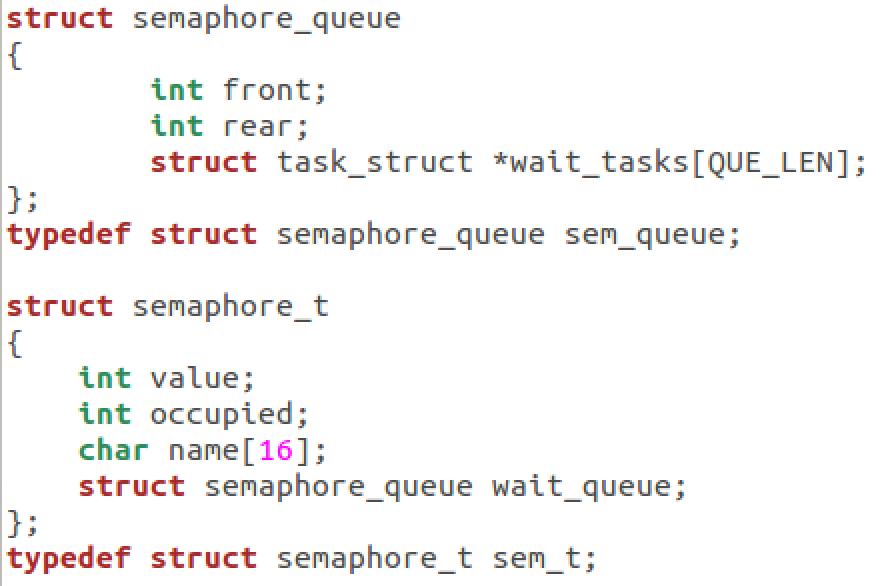 struct semaphore_queue
{
        int front;
        int rear;
        struct task_struct *wait_tasks[QUE_LEN];
};
typedef struct semaphore_queue sem_queue;

struct semaphore_t
{
    int value;
    int occupied;
    char name[16];
    struct semaphore_queue wait_queue;
};
typedef struct semaphore_t sem_t;